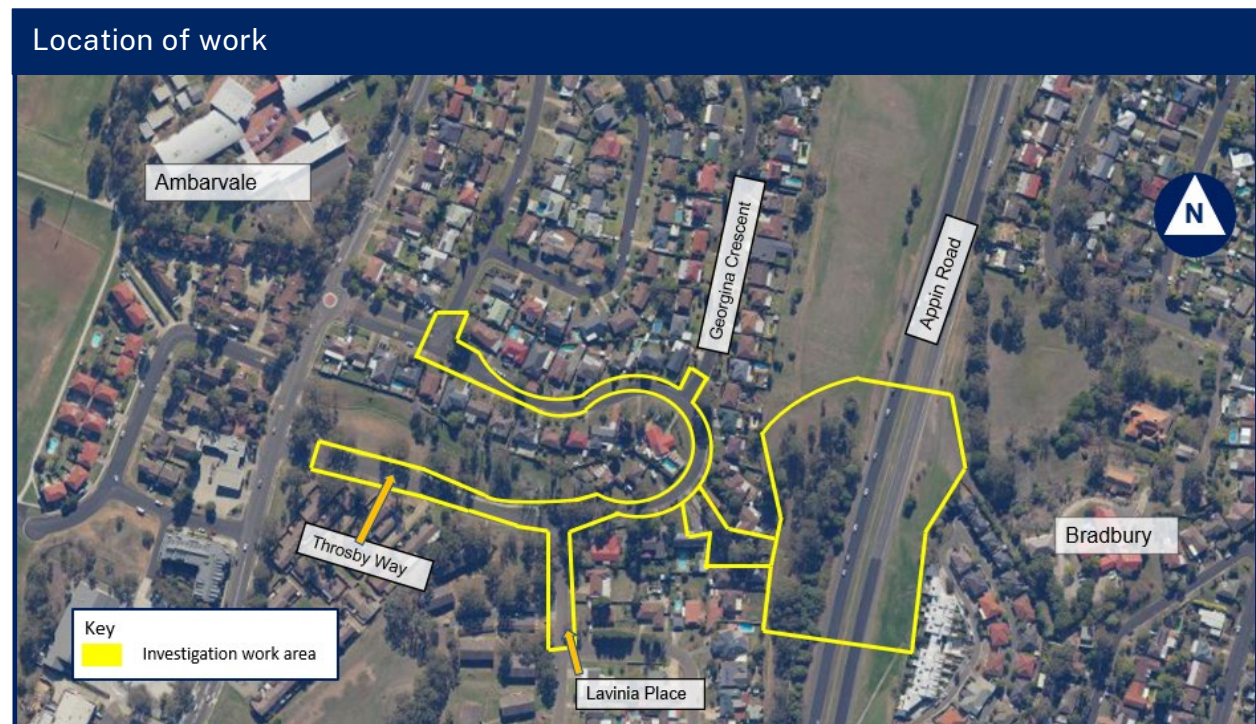 Location of work
Ambarvale
Georgina Crescent
Appin Road
N
Throsby Way
Bradbury
Key
Investigation work area
Lavinia Place